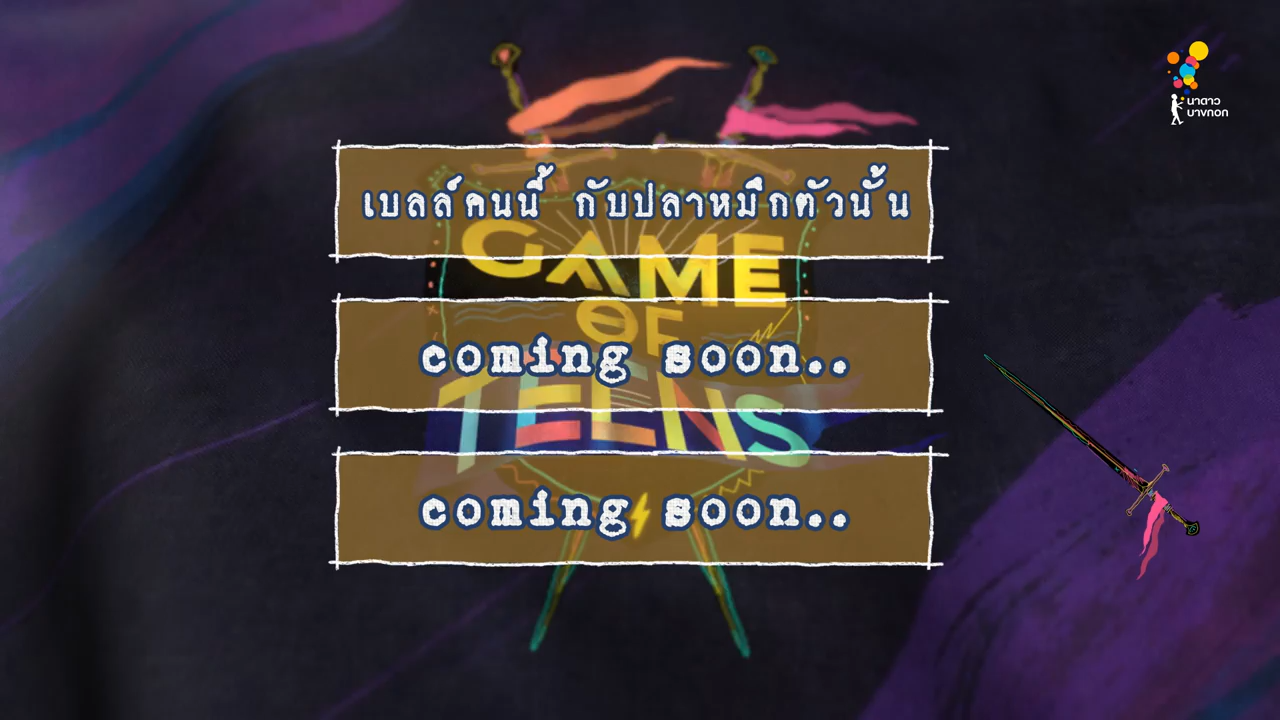 นาดาว
บางกอก
เบลล์คนนี้ กับปลาหมึกตัวนั้น
GAME
OF
coming soon..
TEENS
coming soon..